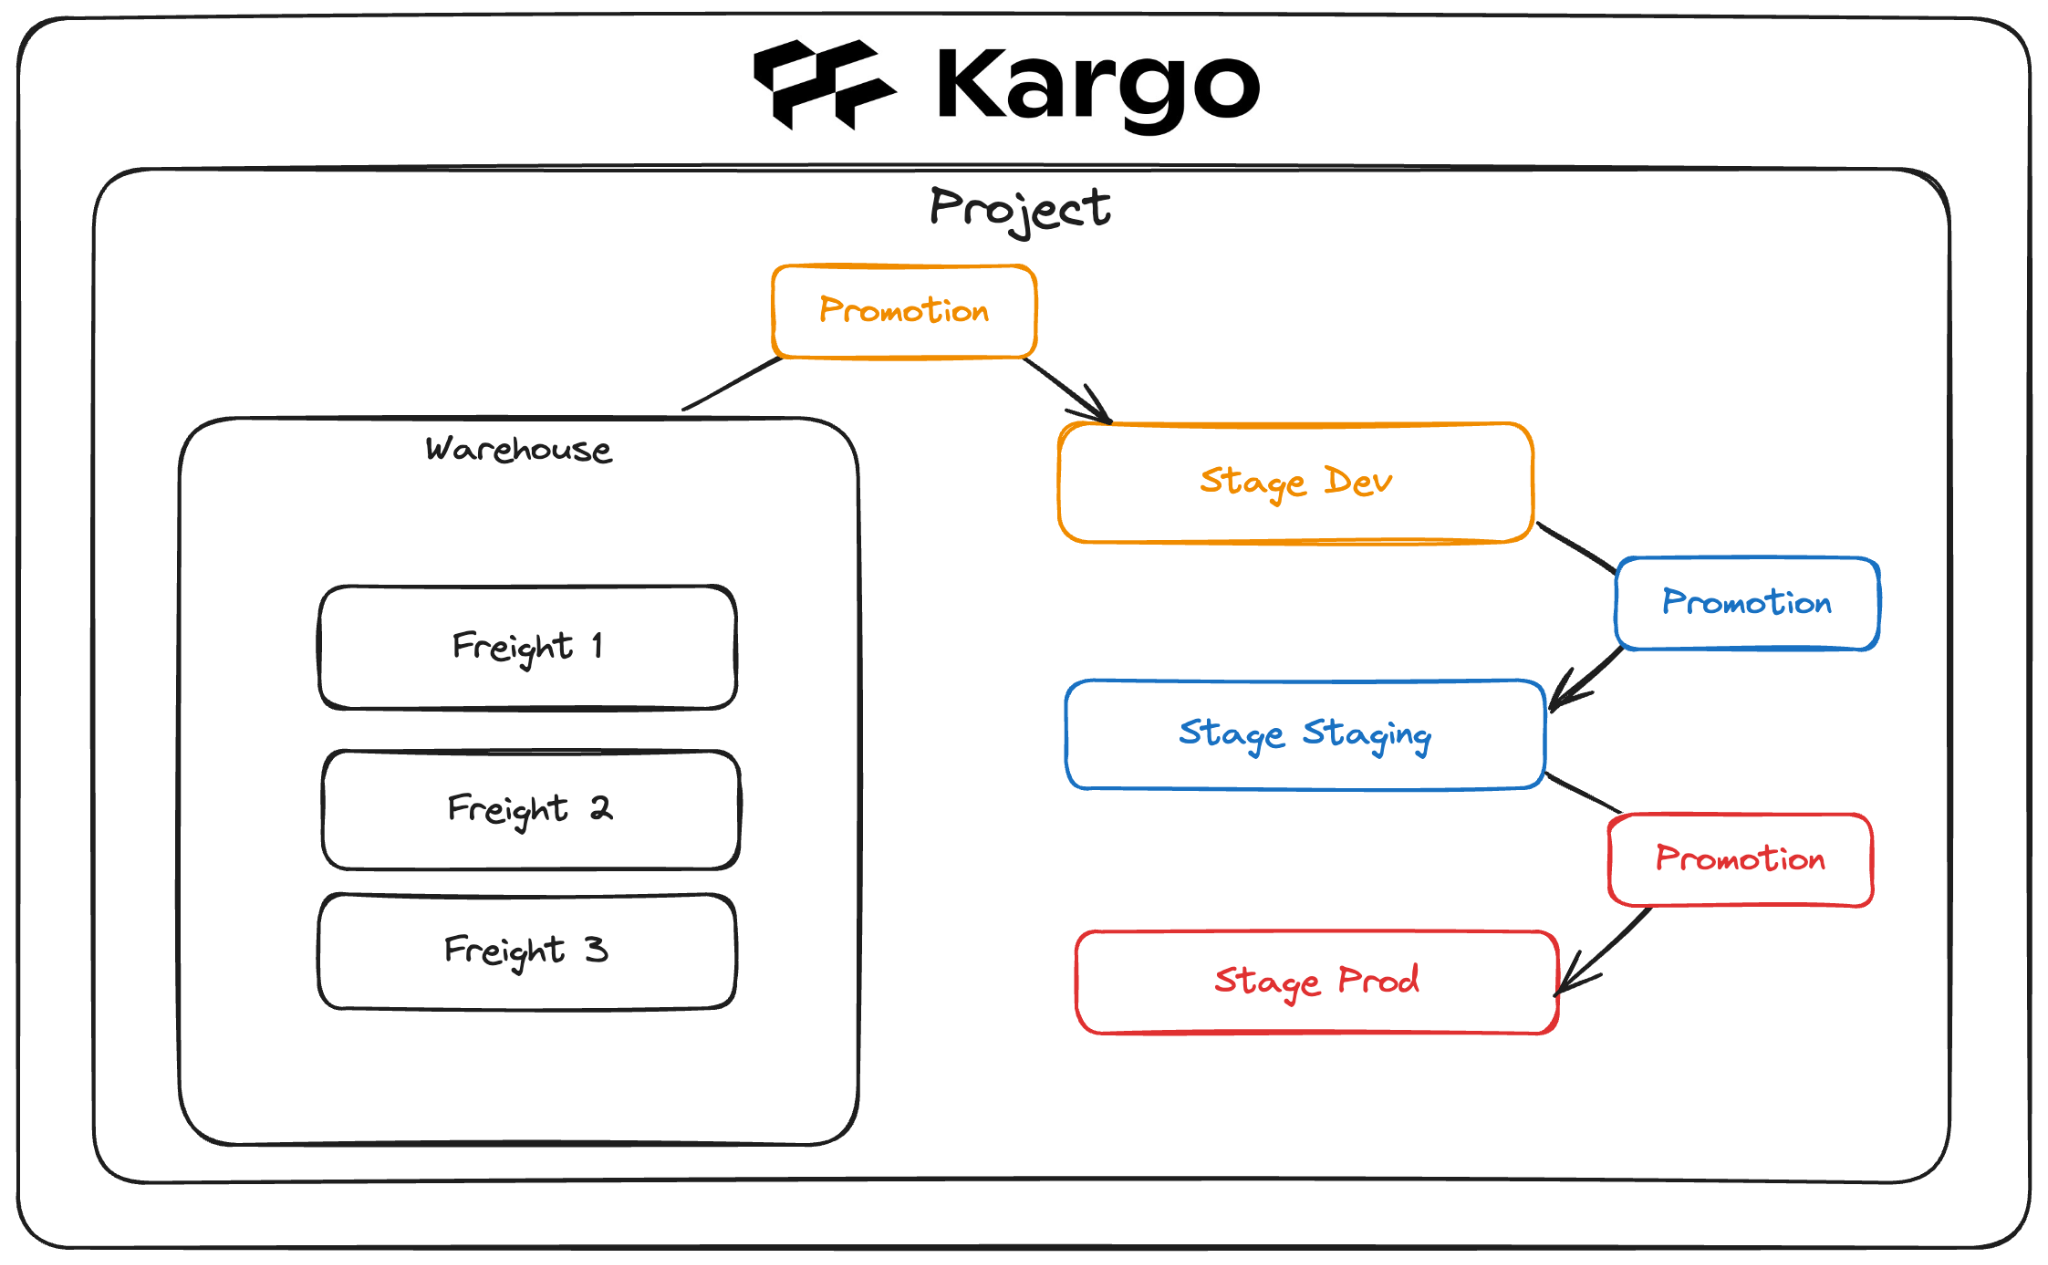 Kargo
Project
Promotion
Warehouse
Stage Dev
Promotion
Freight 1
Stage Staging
Freight 2
Promotion
Freight 3
Stage Prod